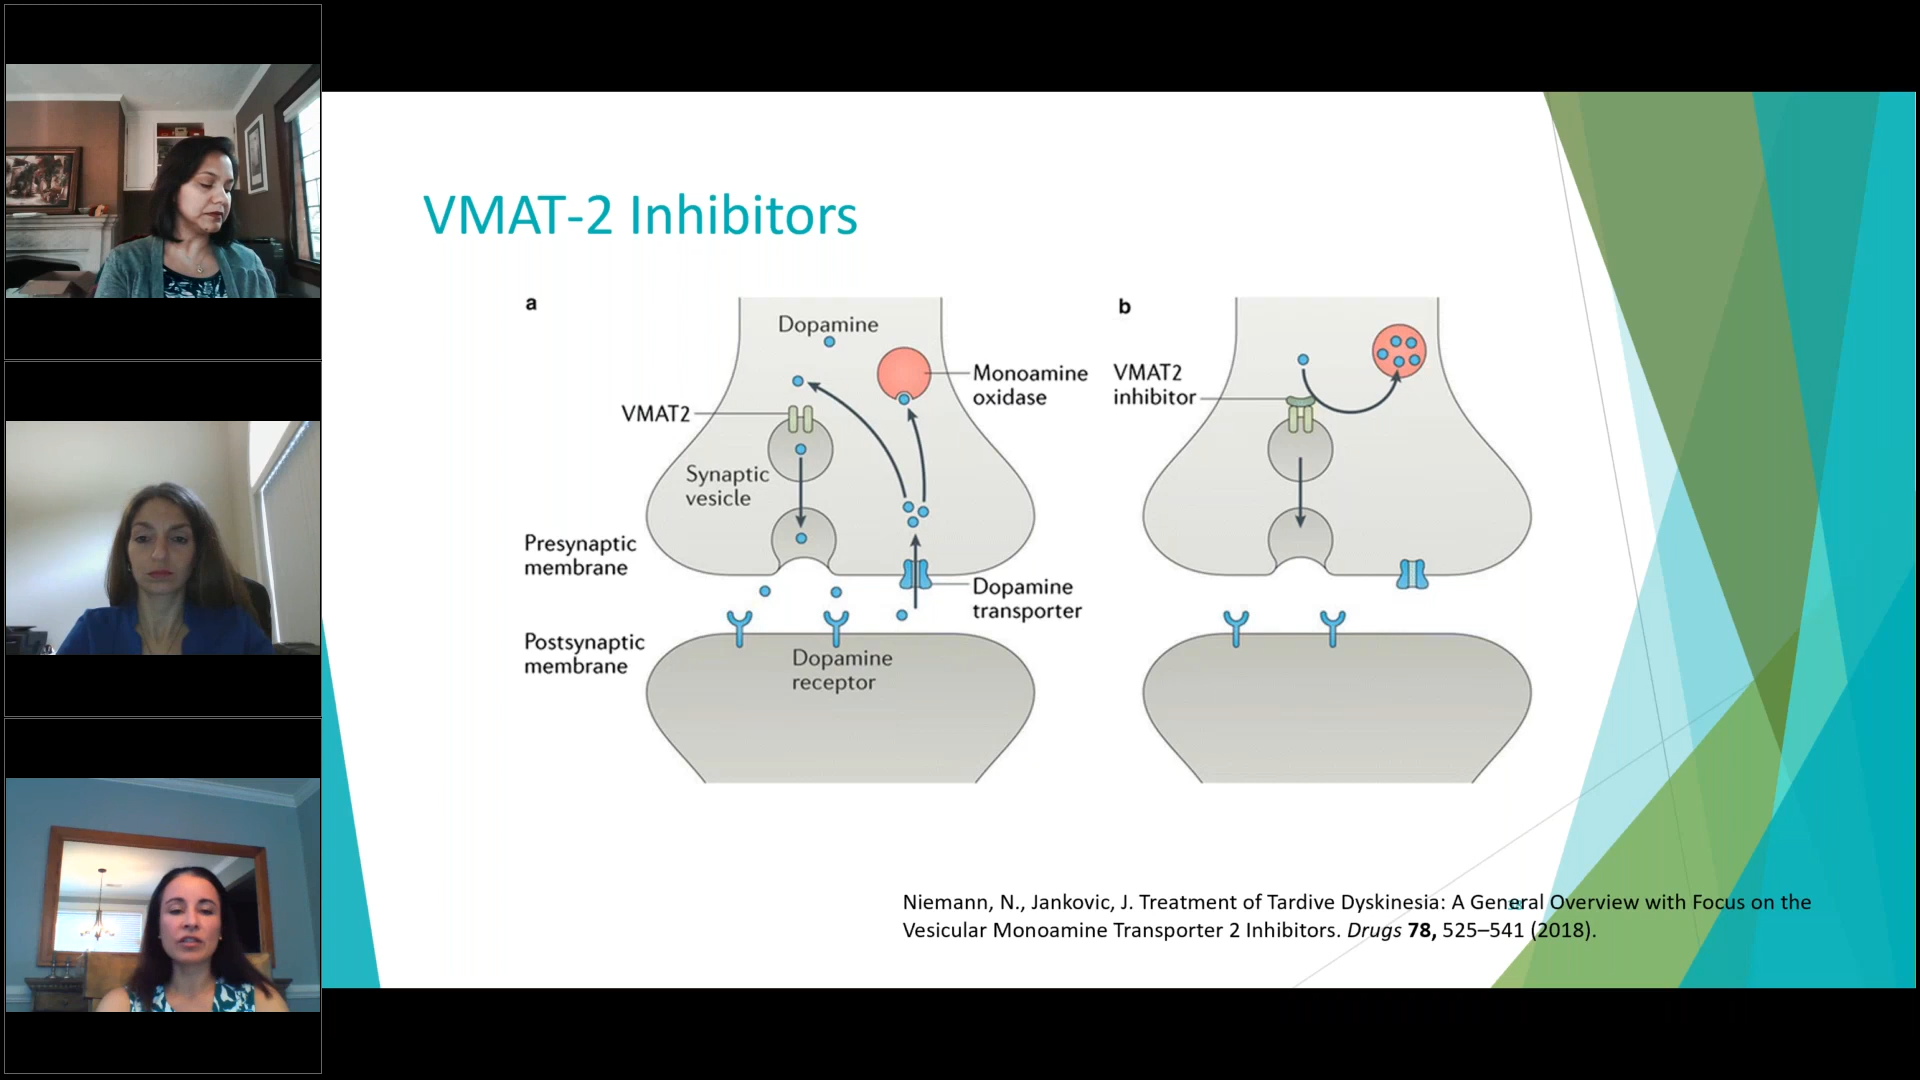 VMAT-2 Inhibitors
a
Dopamine
Monoamine
oxidase
VMAT2
Synaptic
vesicle
Presynaptic
membrane
Dopamine
transporter
Postsynaptic
membrane
Dopamine
receptor
b
VMAT2
inhibitor
Niemann, N., Jankovic, J. Treatment of Tardive Dyskinesia: A General Overview with Focus on the
Vesicular Monoamine Transporter 2 Inhibitors. Drugs 78, 525–541 (2018).